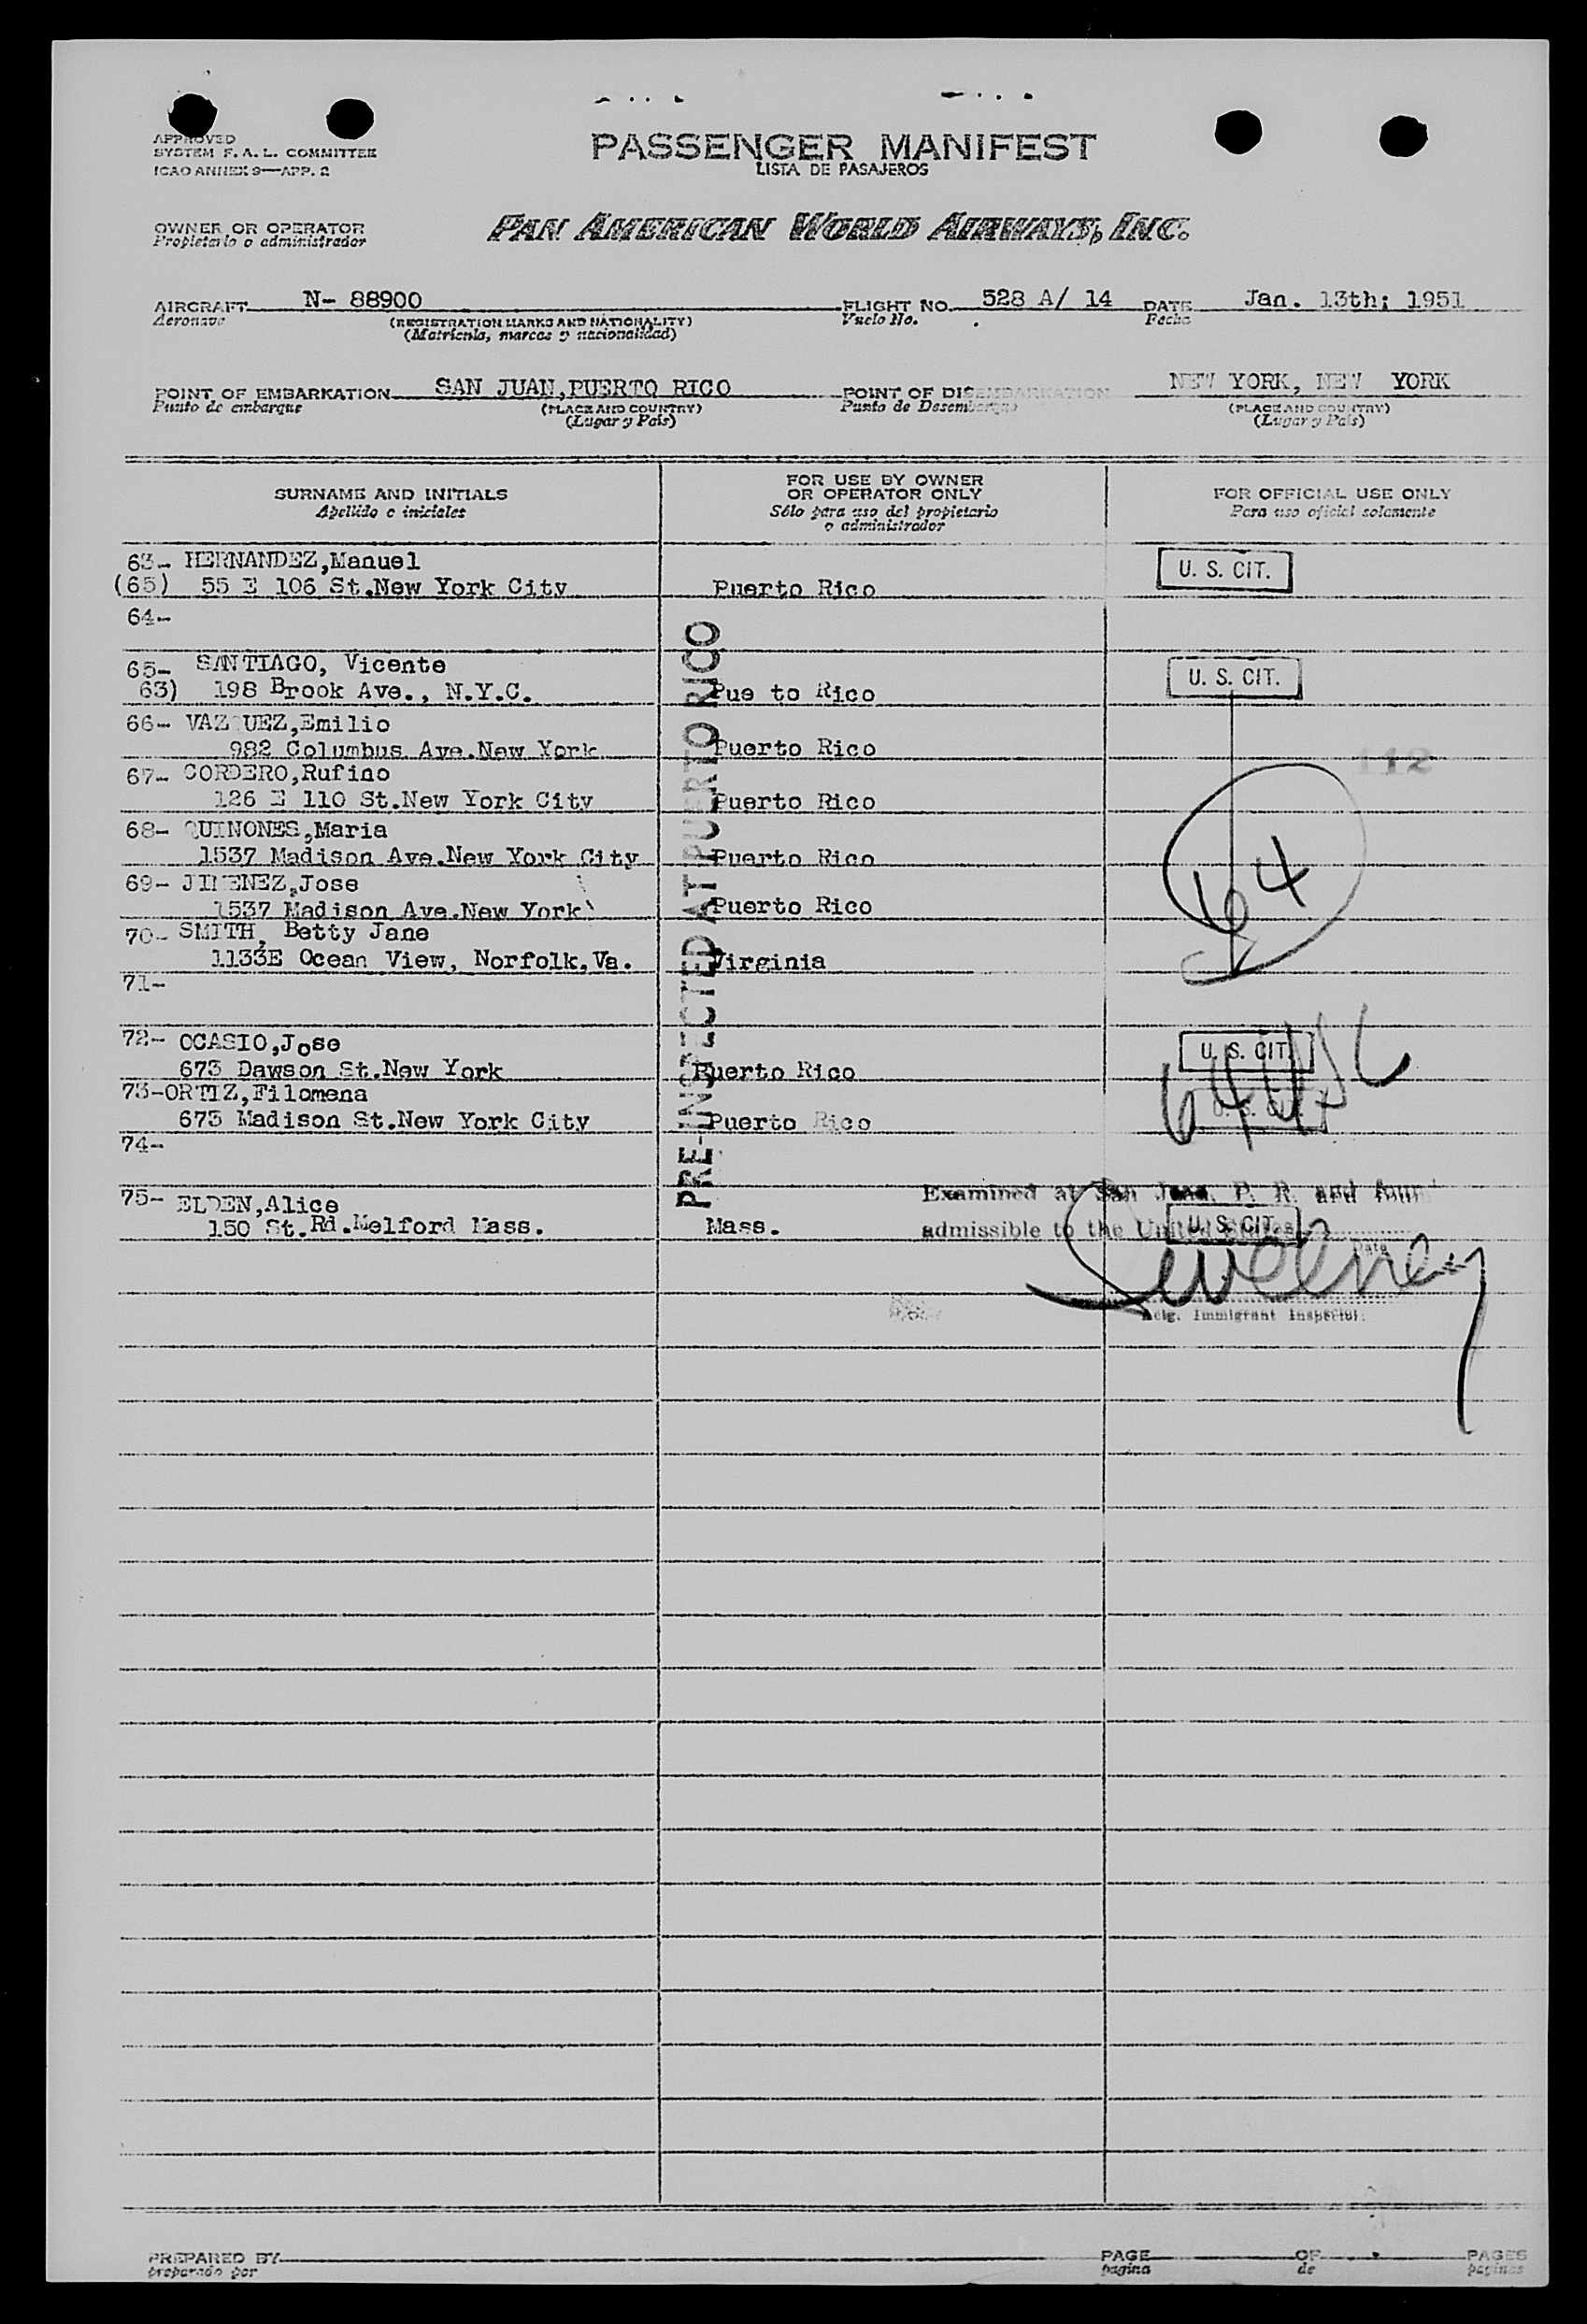 APPROVED
SYSTEM F. A. L. COMMITTEE
ICAO ANNEX 9—APP. 2
PASSENGER MANIFEST
LISTA DE PASAJEROS
OWNER OR OPERATOR
Propietario o administrador
PAN AMERICAN WORLD AIRWAYS, INC.
AIRCRAFT N- 88900 FLIGHT NO. 528 A/ 14 DATE Jan. 13th; 1951
Aeronave (REGISTRATION MARKS AND NATIONALITY) Vuelo No. Fecha
(Matricula, marcas y nacionalidad)
POINT OF EMBARKATION SAN JUAN,PUERTO RICO POINT OF DISEMBARKATION NEW YORK, NEW YORK
Punto de embarque (PLACE AND COUNTRY) Punto de Desembarque (PLACE AND COUNTRY)
(Lugar y País) (Lugar y País)
SURNAME AND INITIALS
Apellido e iniciales
FOR USE BY OWNER
OR OPERATOR ONLY
Sólo para uso del propietario
o administrador
FOR OFFICIAL USE ONLY
Para uso oficial solamente
63- HERNANDEZ,Manuel U. S. CIT.
(65) 55 E 106 St.New York City Puerto Rico
64-
65- SANTIAGO, Vicente U. S. CIT.
63) 198 Brook Ave., N.Y.C. Pue to Rico
66- VAZ UEZ,Emilio
982 Columbus Ave.New York Puerto Rico
112
67- CORDERO,Rufino
126 E 110 St.New York City Puerto Rico
68- QUINONES,Maria
1537 Madison Ave.New York City Puerto Rico
64
69- JIMENEZ,Jose
1537 Madison Ave.New York Puerto Rico
70- SMITH, Betty Jane
1133E Ocean View, Norfolk,Va. Virginia
71-
72- OCASIO,Jose U. S. CIT.
673 Dawson St.New York Puerto Rico
73-ORTIZ,Filomena
673 Madison St.New York City Puerto Rico U. S. CIT.
74-
PRE-INSPECTED AT PUERTO RICO
75- ELDEN,Alice Examined at San Juan, P. R. and found
150 St.Rd.Melford Mass. Mass. admissible to the United States
U. S. CIT.
Date
Sweeney
Actg. Immigrant Inspector.
PREPARED BY PAGE OF PAGES
preparado por pagina de paginas